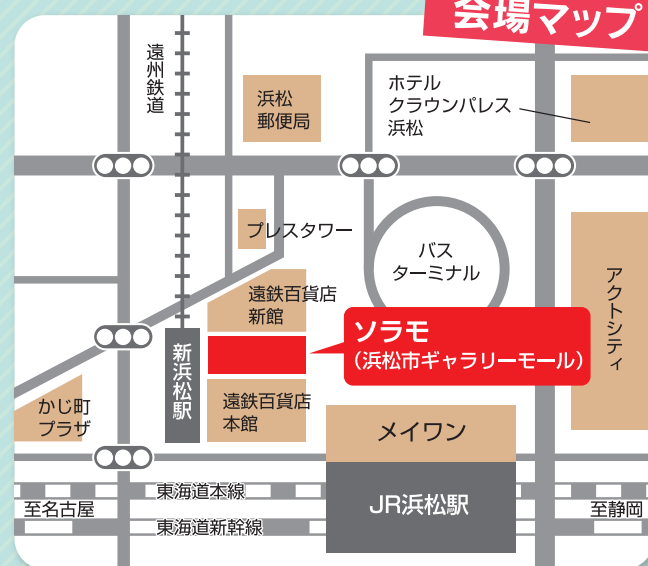 会場マップ
遠州鉄道
浜松
郵便局
ホテル
クラウンパレス
浜松
プレスタワー
バス
ターミナル
遠鉄百貨店
新館
アクトシティ
ソラモ
(浜松市ギャラリーモール)
新浜松駅
遠鉄百貨店
本館
かじ町
プラザ
メイワン
東海道本線
JR浜松駅
至名古屋
至静岡
東海道新幹線